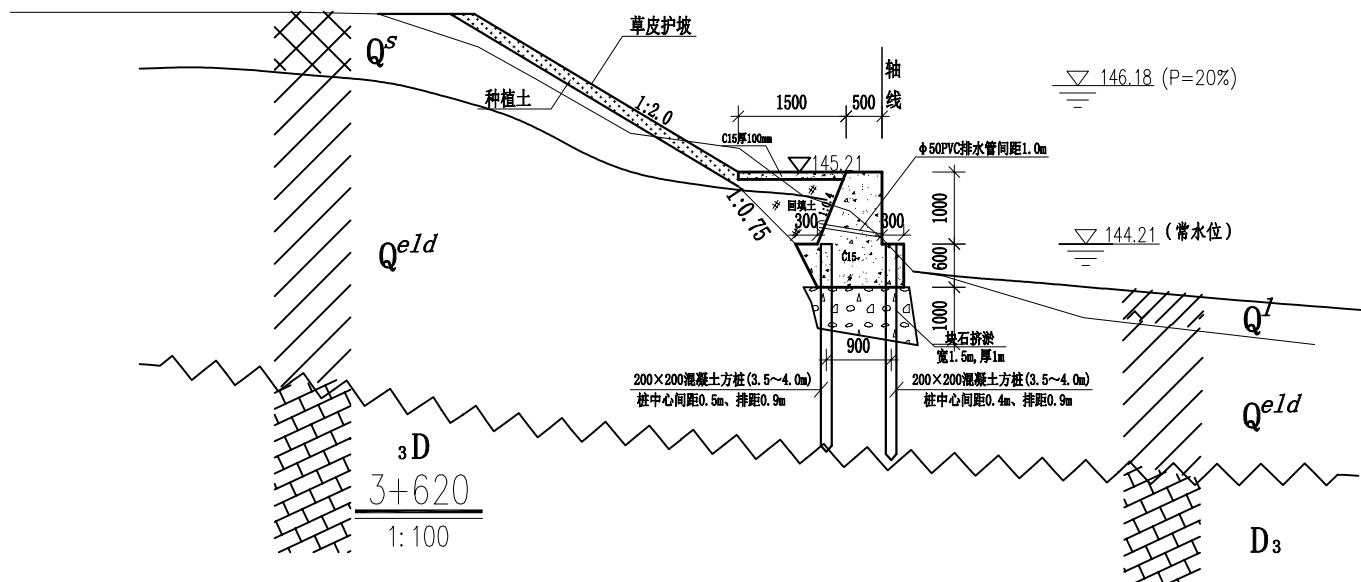 草皮护坡
Q^s
种植土
1:2.0
轴线
1500
500
146.18 (P=20%)
C15厚100mm
145.21
φ50PVC排水管间距1.0m
1:0.4
回填土
300
300
1000
1:0.75
144.21 (常水位)
Q^eld
C15
600
1000
Q^l
块石挤淤
宽1.5m,厚1m
900
200×200混凝土方桩(3.5～4.0m)
桩中心间距0.5m、排距0.9m
200×200混凝土方桩(3.5～4.0m)
桩中心间距0.4m、排距0.9m
Q^eld
₃D
3+620
1:100
D₃